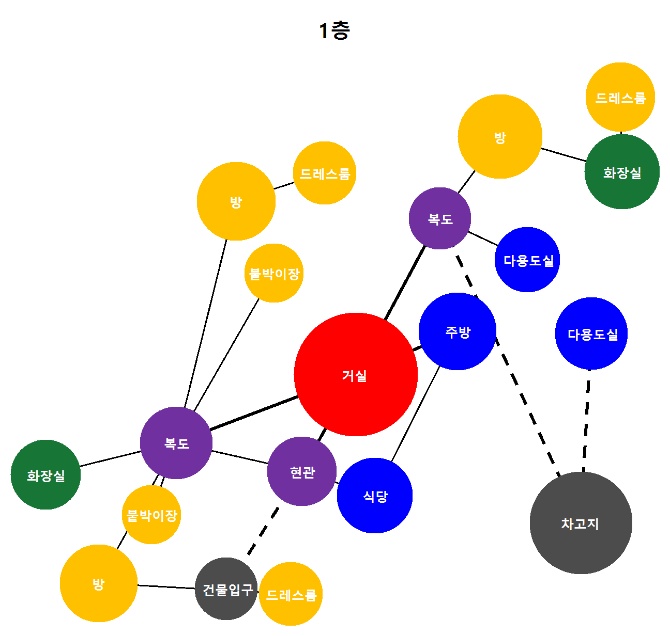 1층
드레스룸
방
화장실
드레스룸
방
복도
다용도실
붙박이장
주방
다용도실
거실
복도
현관
화장실
식당
붙박이장
차고지
방
건물입구
드레스룸